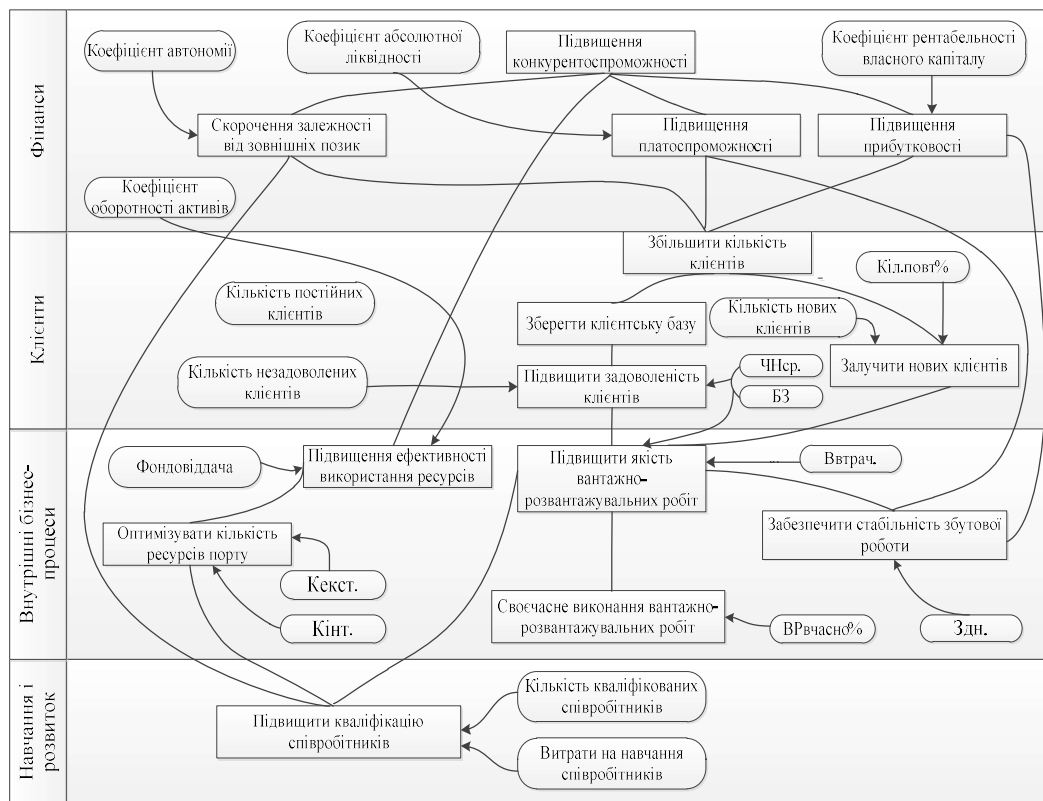 Фінанси
Коефіцієнт автономії
Коефіцієнт абсолютної
ліквідності
Підвищення
конкурентоспроможності
Коефіцієнт рентабельності
власного капіталу
Скорочення залежності
від зовнішніх позик
Підвищення
платоспроможності
Підвищення
прибутковості
Коефіцієнт
оборотності активів
Клієнти
Збільшити кількість
клієнтів
Кіл.повт%
Кількість постійних
клієнтів
Зберегти клієнтську базу
Кількість нових
клієнтів
Залучити нових клієнтів
Кількість незадоволених
клієнтів
Підвищити задоволеність
клієнтів
ЧНср.
БЗ
Внутрішні бізнес-
процеси
Фондовіддача
Підвищення ефективності
використання ресурсів
Підвищити якість
вантажно-
розвантажувальних робіт
Ввтрач.
Оптимізувати кількість
ресурсів порту
Забезпечити стабільність збутової
роботи
Кекст.
Кінт.
Своєчасне виконання вантажно-
розвантажувальних робіт
ВРвчасно%
Здн.
Навчання і
розвиток
Підвищити кваліфікацію
співробітників
Кількість кваліфікованих
співробітників
Витрати на навчання
співробітників